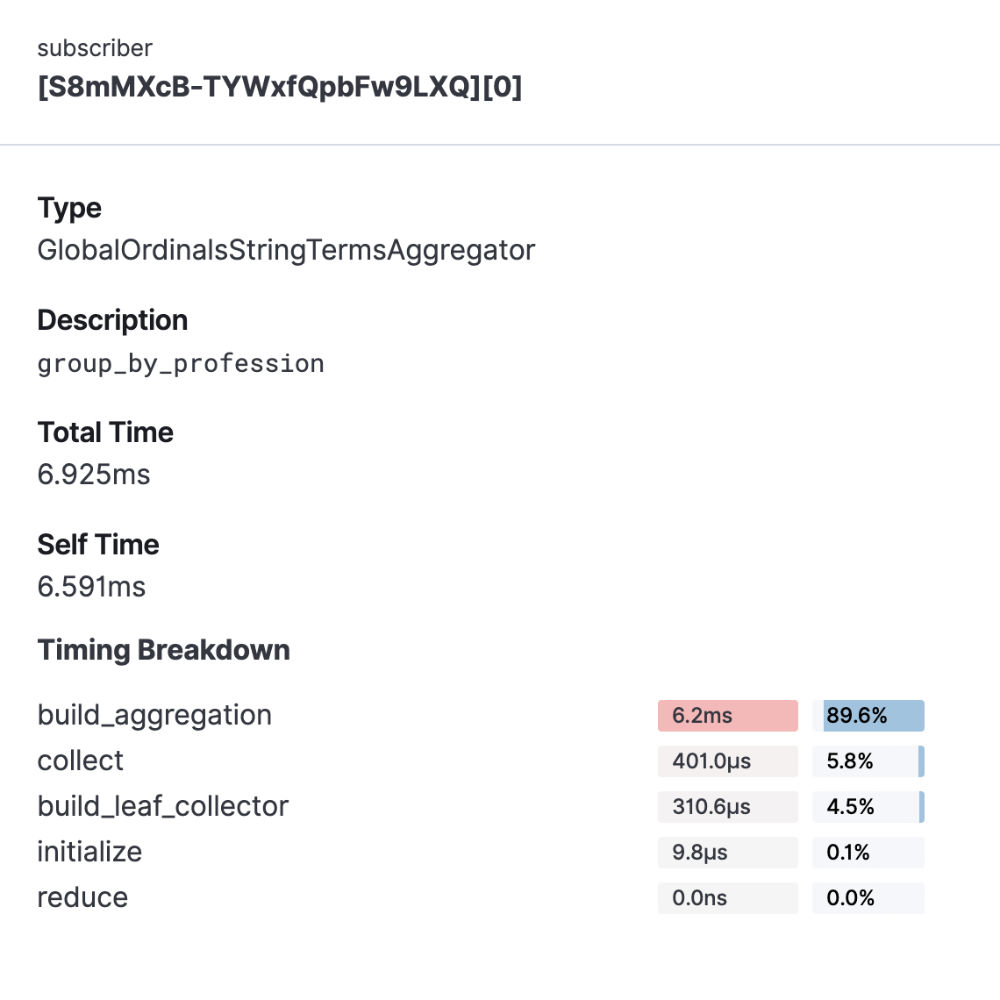 subscriber
[S8mMXcB-TYWxfQpbFw9LXQ][0]
Type
GlobalOrdinalsStringTermsAggregator
Description
group_by_profession
Total Time
6.925ms
Self Time
6.591ms
Timing Breakdown
build_aggregation 6.2ms 89.6%
collect 401.0µs 5.8%
build_leaf_collector 310.6µs 4.5%
initialize 9.8µs 0.1%
reduce 0.0ns 0.0%